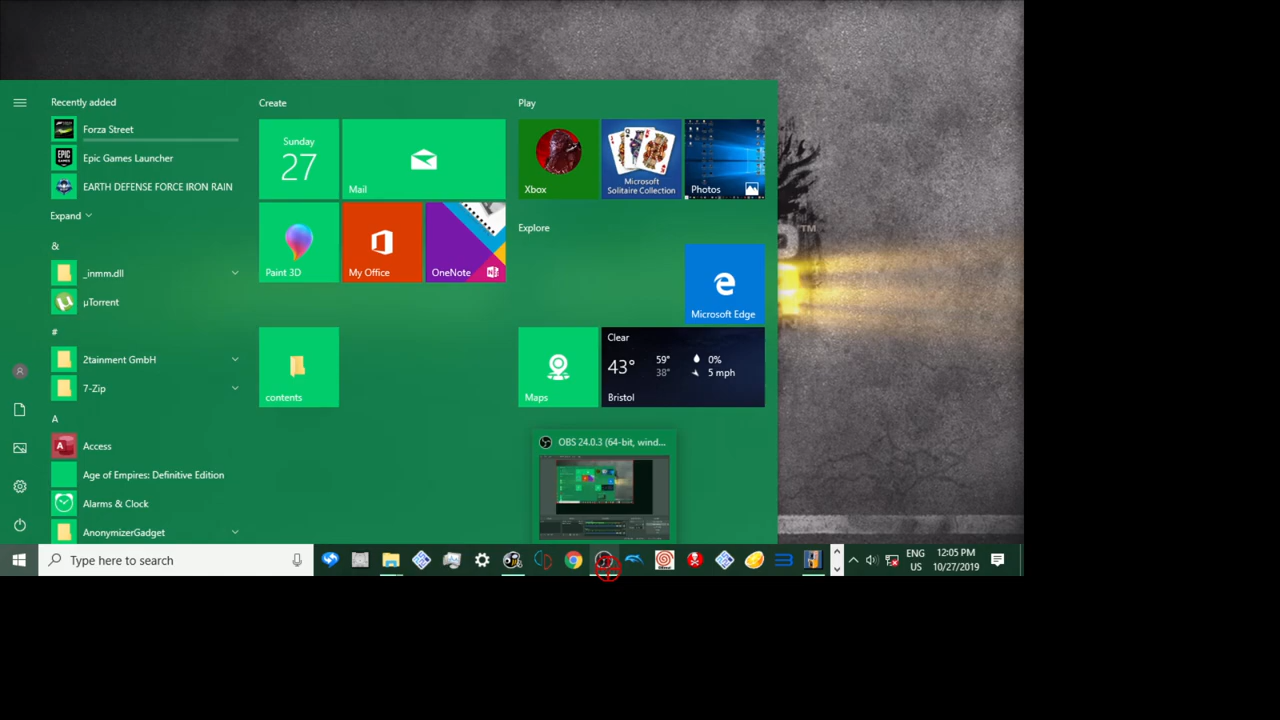 Recently added
Forza Street
Epic Games Launcher
EARTH DEFENSE FORCE IRON RAIN
Expand
&
_inmm.dll
µTorrent
#
2tainment GmbH
7-Zip
A
Access
Age of Empires: Definitive Edition
Alarms & Clock
AnonymizerGadget
Create
Sunday
27
Mail
Paint 3D
My Office
OneNote
contents
Play
Xbox
Microsoft
Solitaire Collection
Photos
Explore
Microsoft Edge
Maps
Clear
43° 59° 0%
38° 5 mph
Bristol
OBS 24.0.3 (64-bit, wind...
TM
Type here to search
ENG
US
12:05 PM
10/27/2019